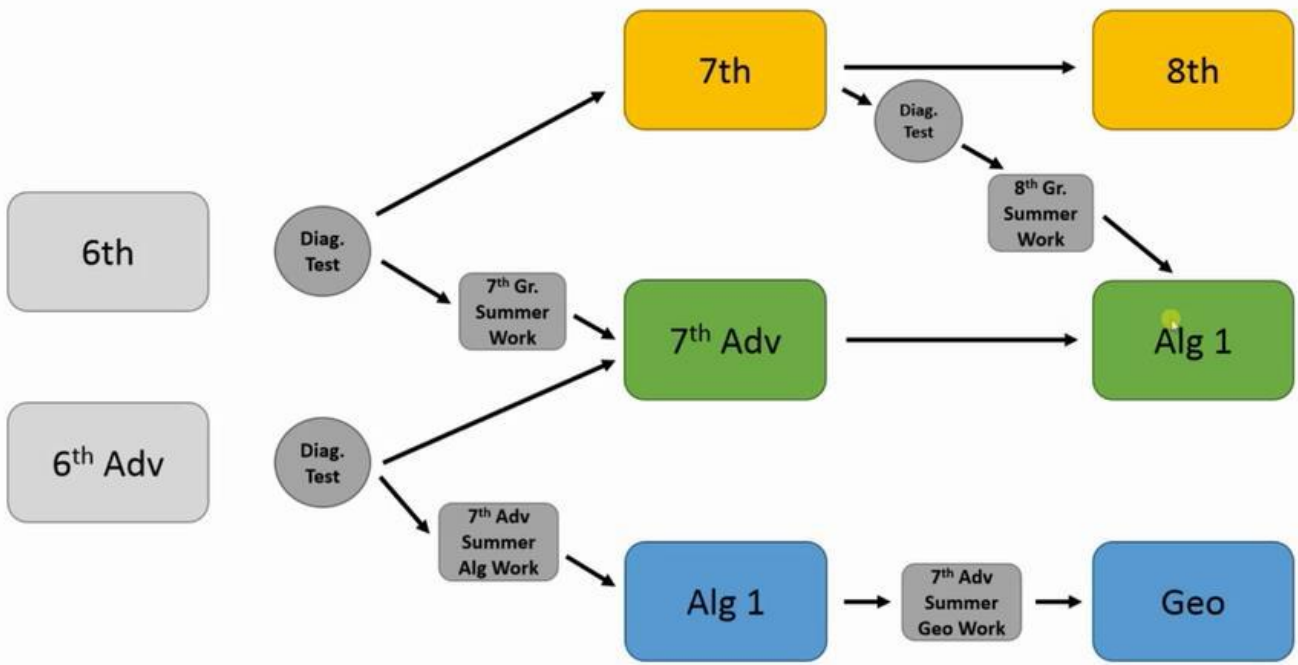 7th
8th
Diag.
Test
8th Gr.
Summer
Work
6th
Diag.
Test
7th Gr.
Summer
Work
7th Adv
Alg 1
6th Adv
Diag.
Test
7th Adv
Summer
Alg Work
Alg 1
7th Adv
Summer
Geo Work
Geo